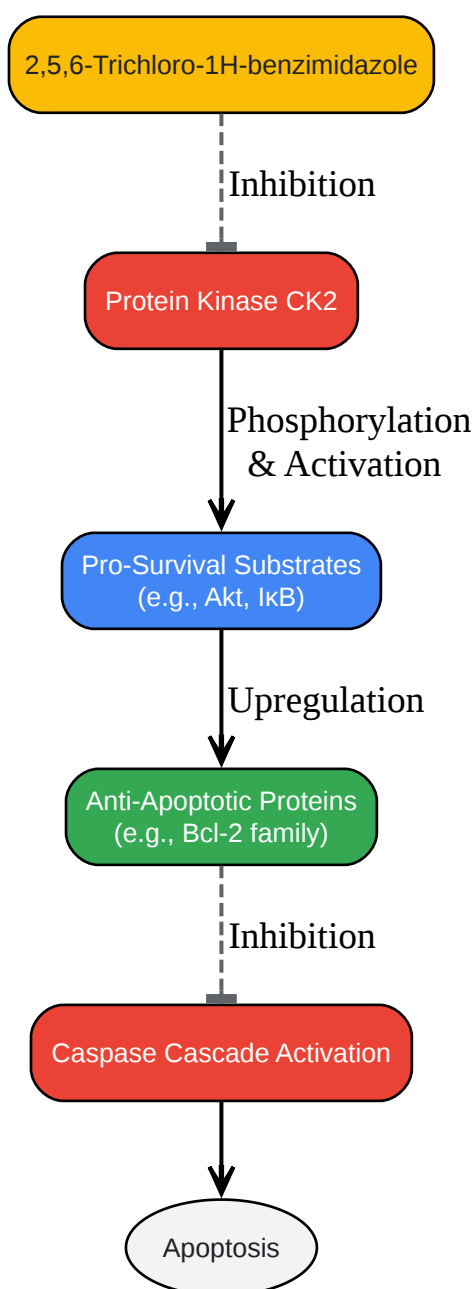 2,5,6-Trichloro-1H-benzimidazole
Inhibition
Protein Kinase CK2
Phosphorylation
& Activation
Pro-Survival Substrates
(e.g., Akt, IκB)
Upregulation
Anti-Apoptotic Proteins
(e.g., Bcl-2 family)
Inhibition
Caspase Cascade Activation
Apoptosis